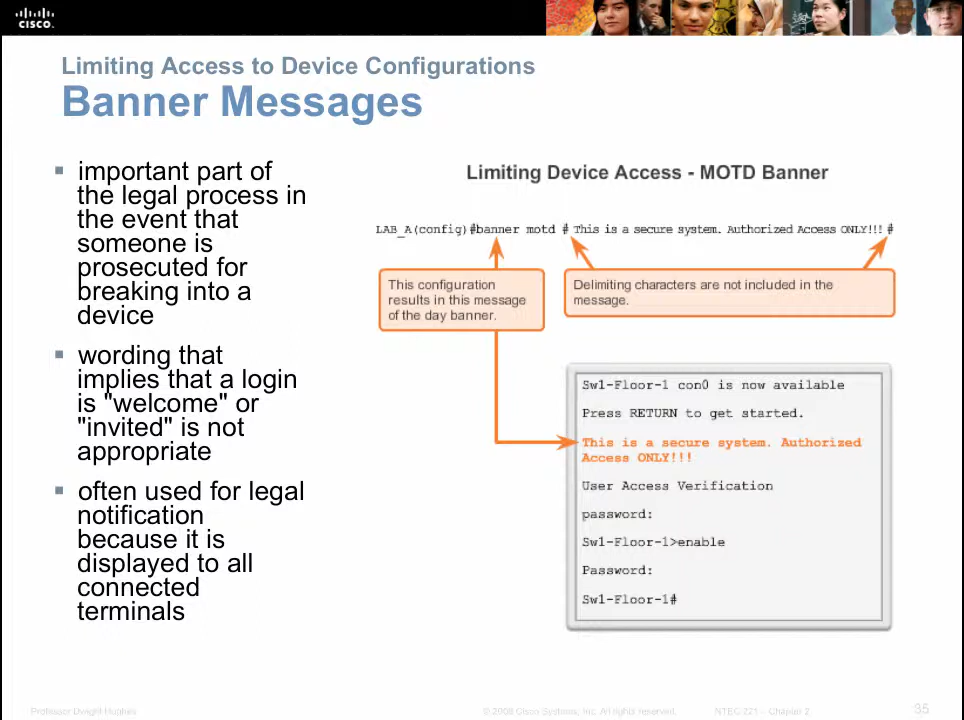 CISCO.
Limiting Access to Device Configurations
Banner Messages
important part of
the legal process in
the event that
someone is
prosecuted for
breaking into a
device
wording that
implies that a login
is "welcome" or
"invited" is not
appropriate
often used for legal
notification
because it is
displayed to all
connected
terminals
Limiting Device Access - MOTD Banner
LAB_A(config)#banner motd # This is a secure system. Authorized Access ONLY!!! #
This configuration
results in this message
of the day banner.
Delimiting characters are not included in the
message.
Sw1-Floor-1 con0 is now available
Press RETURN to get started.
This is a secure system. Authorized
Access ONLY!!!
User Access Verification
password:
Sw1-Floor-1>enable
Password:
Sw1-Floor-1#
Professor Dwight Hughes
© 2008 Cisco Systems, Inc. All rights reserved.
NTEC 221 – Chapter 2
35